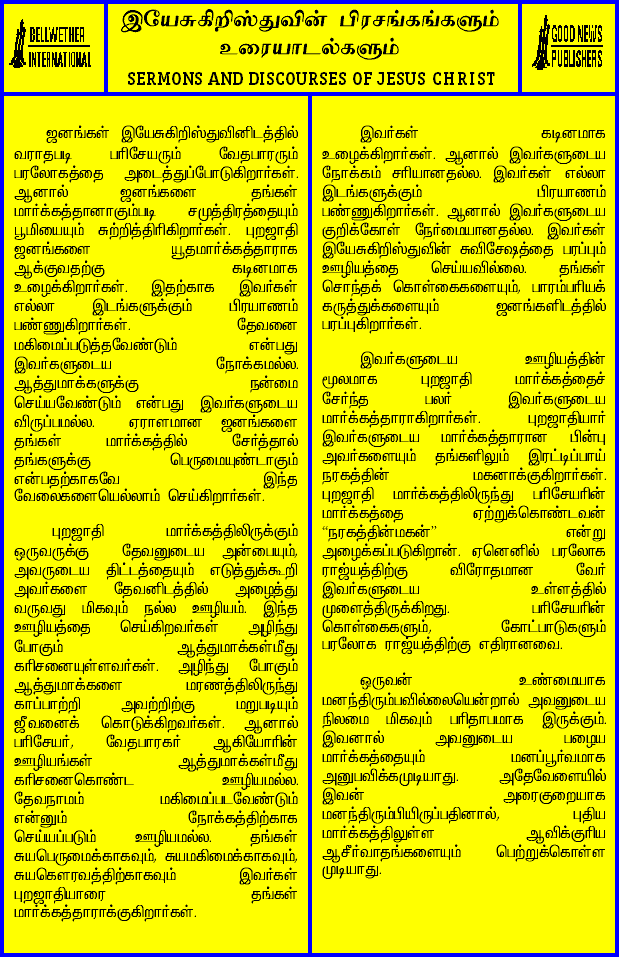 BELLWETHER
INTERNATIONAL
இயேசுகிறிஸ்துவின் பிரசங்கங்களும்
உரையாடல்களும்
SERMONS AND DISCOURSES OF JESUS CHRIST
GOOD NEWS
PUBLISHERS
ஜனங்கள் இயேசுகிறிஸ்துவினிடத்தில்
வராதபடி பரிசேயரும் வேதபாரரும்
பரலோகத்தை அடைத்துப்போடுகிறார்கள்.
ஆனால் ஜனங்களை தங்கள்
மார்க்கத்தானாகும்படி சமுத்திரத்தையும்
பூமியையும் சுற்றித்திரிகிறார்கள். புறஜாதி
ஜனங்களை யூதமார்க்கத்தாராக
ஆக்குவதற்கு கடினமாக
உழைக்கிறார்கள். இதற்காக இவர்கள்
எல்லா இடங்களுக்கும் பிரயாணம்
பண்ணுகிறார்கள். தேவனை
மகிமைப்படுத்தவேண்டும் என்பது
இவர்களுடைய நோக்கமல்ல.
ஆத்துமாக்களுக்கு நன்மை
செய்யவேண்டும் என்பது இவர்களுடைய
விருப்பமல்ல. ஏராளமான ஜனங்களை
தங்கள் மார்க்கத்தில் சேர்த்தால்
தங்களுக்கு பெருமையுண்டாகும்
என்பதற்காகவே இந்த
வேலைகளையெல்லாம் செய்கிறார்கள்.
புறஜாதி மார்க்கத்திலிருக்கும்
ஒருவருக்கு தேவனுடைய அன்பையும்,
அவருடைய திட்டத்தையும் எடுத்துக்கூறி
அவர்களை தேவனிடத்தில் அழைத்து
வருவது மிகவும் நல்ல ஊழியம். இந்த
ஊழியத்தை செய்கிறவர்கள் அழிந்து
போகும் ஆத்துமாக்கள்மீது
கரிசனையுள்ளவர்கள். அழிந்து போகும்
ஆத்துமாக்களை மரணத்திலிருந்து
காப்பாற்றி அவற்றிற்கு மறுபடியும்
ஜீவனைக் கொடுக்கிறவர்கள். ஆனால்
பரிசேயர், வேதபாரகர் ஆகியோரின்
ஊழியங்கள் ஆத்துமாக்கள்மீது
கரிசனைகொண்ட ஊழியமல்ல.
தேவநாமம் மகிமைப்படவேண்டும்
என்னும் நோக்கத்திற்காக
செய்யப்படும் ஊழியமல்ல. தங்கள்
சுயபெருமைக்காகவும், சுயமகிமைக்காகவும்,
சுயகௌரவத்திற்காகவும் இவர்கள்
புறஜாதியாரை தங்கள்
மார்க்கத்தாராக்குகிறார்கள்.
இவர்கள் கடினமாக
உழைக்கிறார்கள். ஆனால் இவர்களுடைய
நோக்கம் சரியானதல்ல. இவர்கள் எல்லா
இடங்களுக்கும் பிரயாணம்
பண்ணுகிறார்கள். ஆனால் இவர்களுடைய
குறிக்கோள் நேர்மையானதல்ல. இவர்கள்
இயேசுகிறிஸ்துவின் சுவிசேஷத்தை பரப்பும்
ஊழியத்தை செய்யவில்லை. தங்கள்
சொந்தக் கொள்கைகளையும், பாரம்பரியக்
கருத்துக்களையும் ஜனங்களிடத்தில்
பரப்புகிறார்கள்.
இவர்களுடைய ஊழியத்தின்
மூலமாக புறஜாதி மார்க்கத்தைச்
சேர்ந்த பலர் இவர்களுடைய
மார்க்கத்தாராகிறார்கள். புறஜாதியார்
இவர்களுடைய மார்க்கத்தாரான பின்பு
அவர்களையும் தங்களிலும் இரட்டிப்பாய்
நரகத்தின் மகனாக்குகிறார்கள்.
புறஜாதி மார்க்கத்திலிருந்து பரிசேயரின்
மார்க்கத்தை ஏற்றுக்கொண்டவன்
“நரகத்தின்மகன்” என்று
அழைக்கப்படுகிறான். ஏனெனில் பரலோக
ராஜ்யத்திற்கு விரோதமான வேர்
இவர்களுடைய உள்ளத்தில்
முளைத்திருக்கிறது. பரிசேயரின்
கொள்கைகளும், கோட்பாடுகளும்
பரலோக ராஜ்யத்திற்கு எதிரானவை.
ஒருவன் உண்மையாக
மனந்திரும்பவில்லையென்றால் அவனுடைய
நிலமை மிகவும் பரிதாபமாக இருக்கும்.
இவனால் அவனுடைய பழைய
மார்க்கத்தையும் மனப்பூர்வமாக
அனுபவிக்கமுடியாது. அதேவேளையில்
இவன் அரைகுறையாக
மனந்திரும்பியிருப்பதினால், புதிய
மார்க்கத்திலுள்ள ஆவிக்குரிய
ஆசீர்வாதங்களையும் பெற்றுக்கொள்ள
முடியாது.